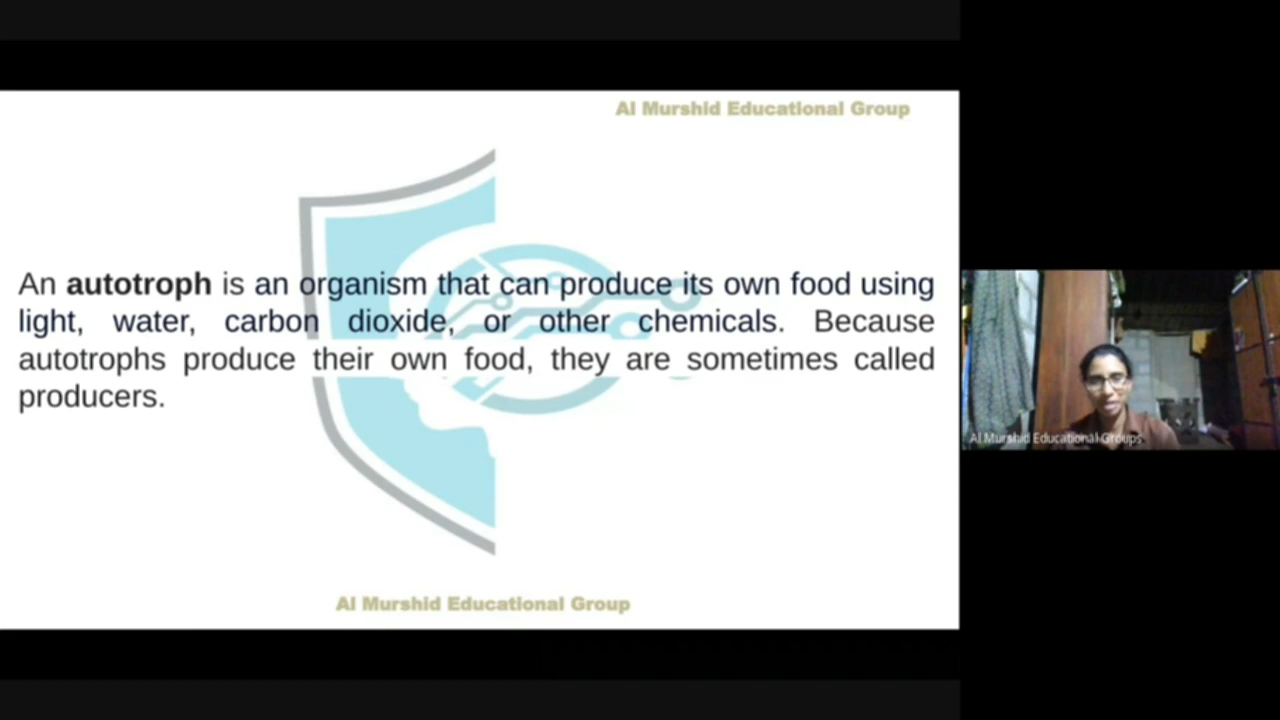 Al Murshid Educational Group
An autotroph is an organism that can produce its own food using
light, water, carbon dioxide, or other chemicals. Because
autotrophs produce their own food, they are sometimes called
producers.
Al Murshid Educational Groups
Al Murshid Educational Group